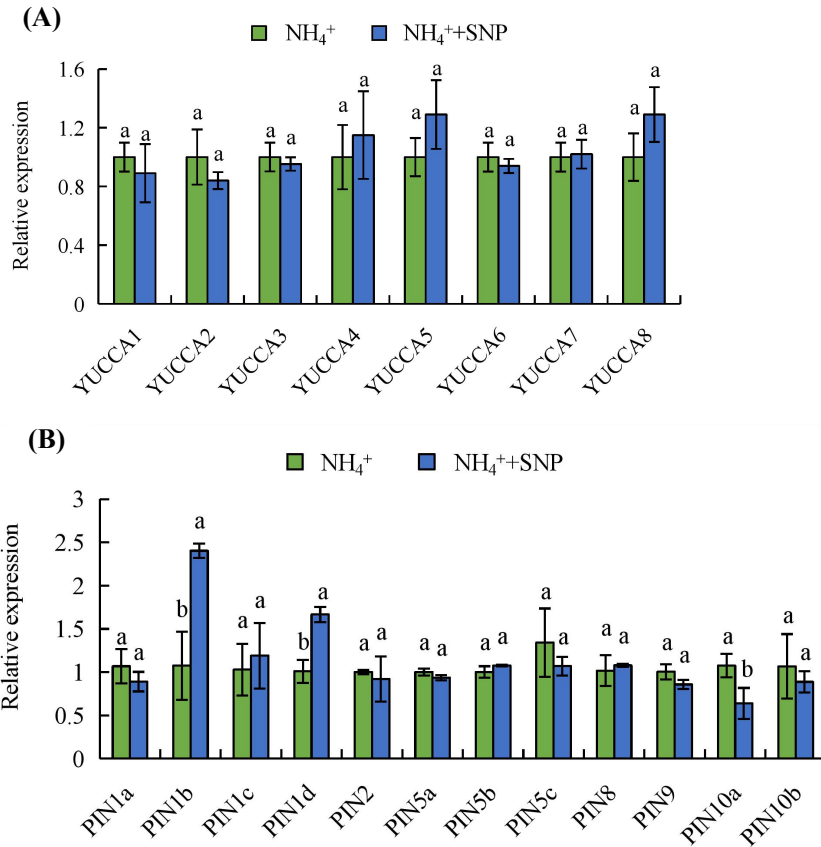 (A)
NH₄⁺ NH₄⁺+SNP
Relative expression
1.6
1.2
0.8
0.4
0
a a a a a a a a a a a a a a a a
YUCCA1 YUCCA2 YUCCA3 YUCCA4 YUCCA5 YUCCA6 YUCCA7 YUCCA8
(B)
NH₄⁺ NH₄⁺+SNP
Relative expression
3
2.5
2
1.5
1
0.5
0
a a b a a a b a a a a a a a a a a a a a a b a a
PIN1a PIN1b PIN1c PIN1d PIN2 PIN5a PIN5b PIN5c PIN8 PIN9 PIN10a PIN10b